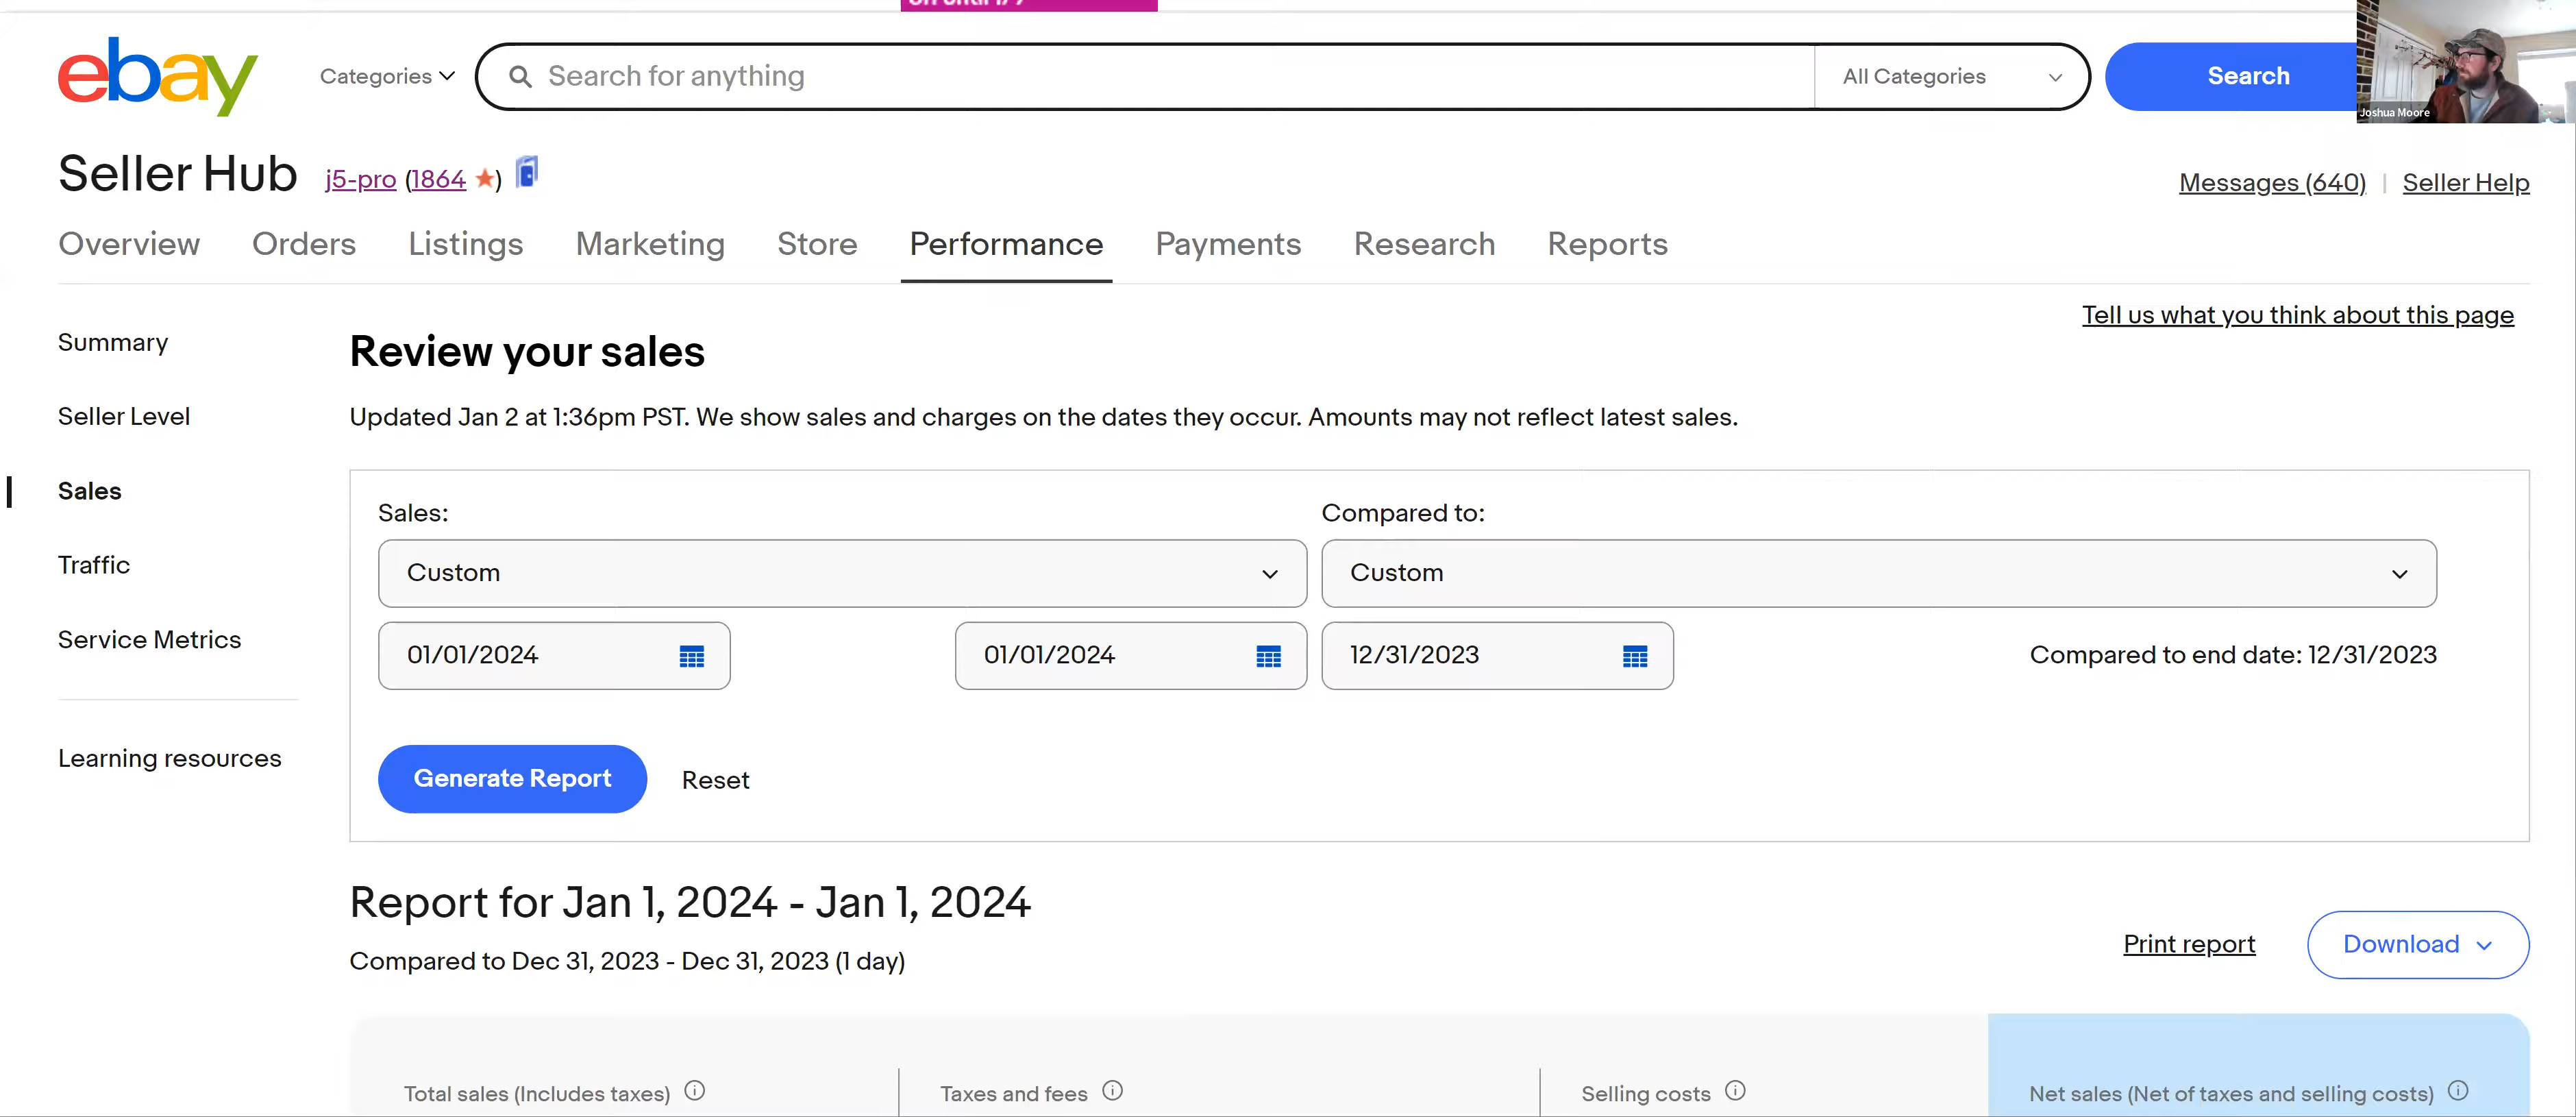 ebay
Categories
Search for anything
All Categories
Search
Joshua Moore
Seller Hub j5-pro (1864 ★)
Messages (640) | Seller Help
Overview Orders Listings Marketing Store Performance Payments Research Reports
Tell us what you think about this page
Summary
Seller Level
Sales
Traffic
Service Metrics
Learning resources
Review your sales
Updated Jan 2 at 1:36pm PST. We show sales and charges on the dates they occur. Amounts may not reflect latest sales.
Sales: Compared to:
Custom Custom
01/01/2024 01/01/2024 12/31/2023 Compared to end date: 12/31/2023
Generate Report Reset
Report for Jan 1, 2024 - Jan 1, 2024
Compared to Dec 31, 2023 - Dec 31, 2023 (1 day)
Print report Download
Total sales (Includes taxes) Taxes and fees Selling costs Net sales (Net of taxes and selling costs)